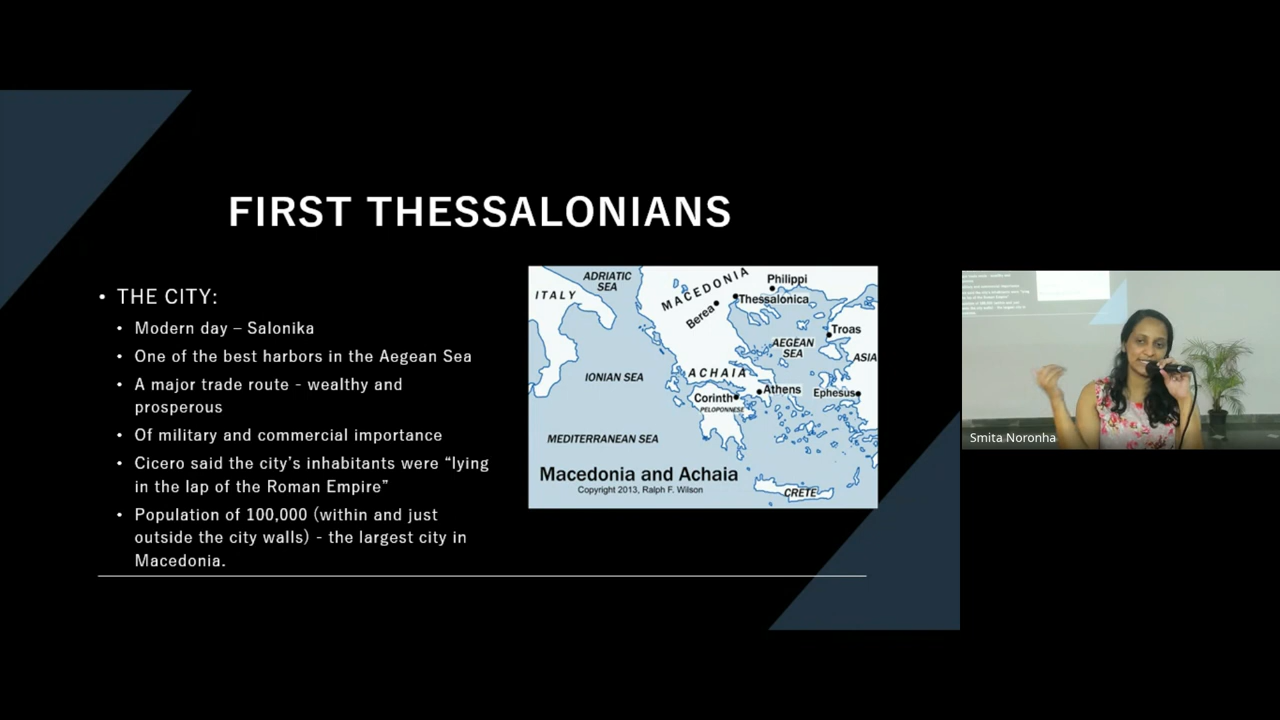 FIRST THESSALONIANS
• THE CITY:
• Modern day – Salonika
• One of the best harbors in the Aegean Sea
• A major trade route - wealthy and
prosperous
• Of military and commercial importance
• Cicero said the city's inhabitants were “lying
in the lap of the Roman Empire”
• Population of 100,000 (within and just
outside the city walls) - the largest city in
Macedonia.
ADRIATIC
SEA
ITALY
MACEDONIA
Philippi
Thessalonica
Berea
Troas
AEGEAN
SEA
ASIA
IONIAN SEA
ACHAIA
Athens
Corinth
Ephesus
PELOPONNESE
MEDITERRANEAN SEA
Macedonia and Achaia
Copyright 2013, Ralph F. Wilson
CRETE
Smita Noronha